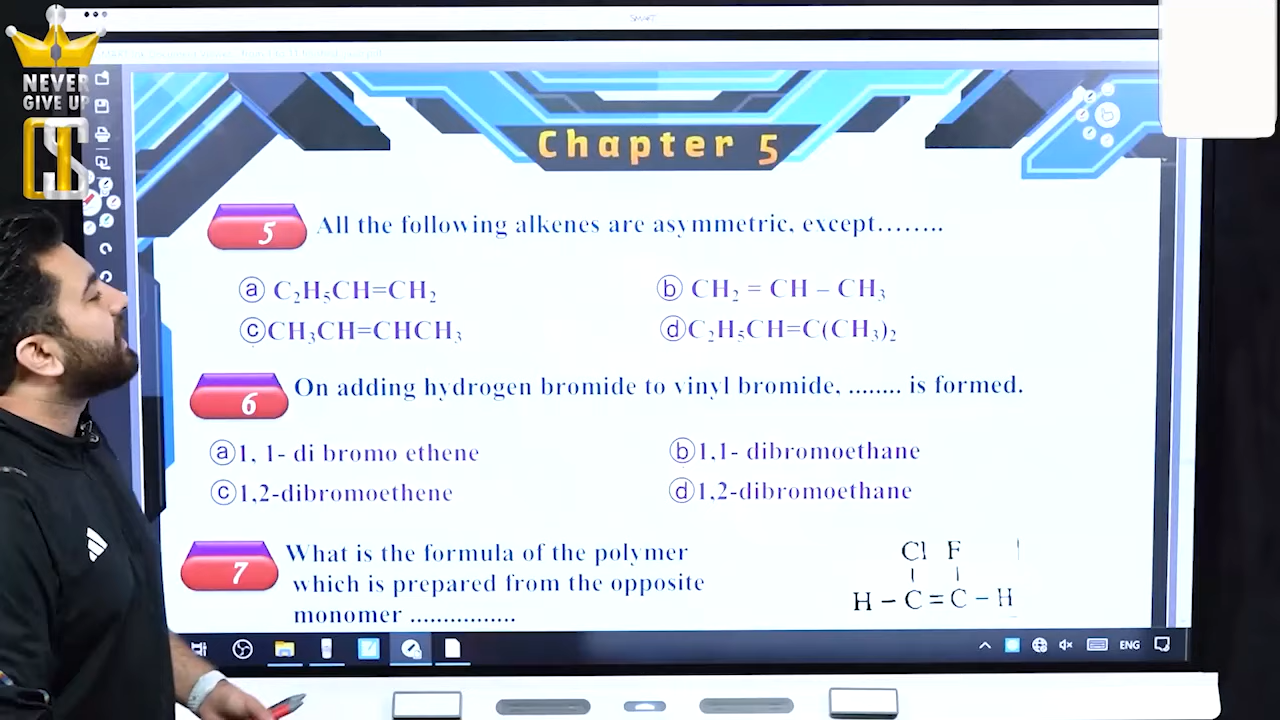 SMART
NEVER
GIVE UP
CS
Chapter 5
5 All the following alkenes are asymmetric, except........
ⓐ C₂H₅CH=CH₂ ⓑ CH₂ = CH – CH₃
ⓒ CH₃CH=CHCH₃ ⓓ C₂H₅CH=C(CH₃)₂
6 On adding hydrogen bromide to vinyl bromide, ........ is formed.
ⓐ 1, 1- di bromo ethene ⓑ 1,1- dibromoethane
ⓒ 1,2-dibromoethene ⓓ 1,2-dibromoethane
7 What is the formula of the polymer
which is prepared from the opposite
monomer ................
Cl F
H – C = C – H
ENG